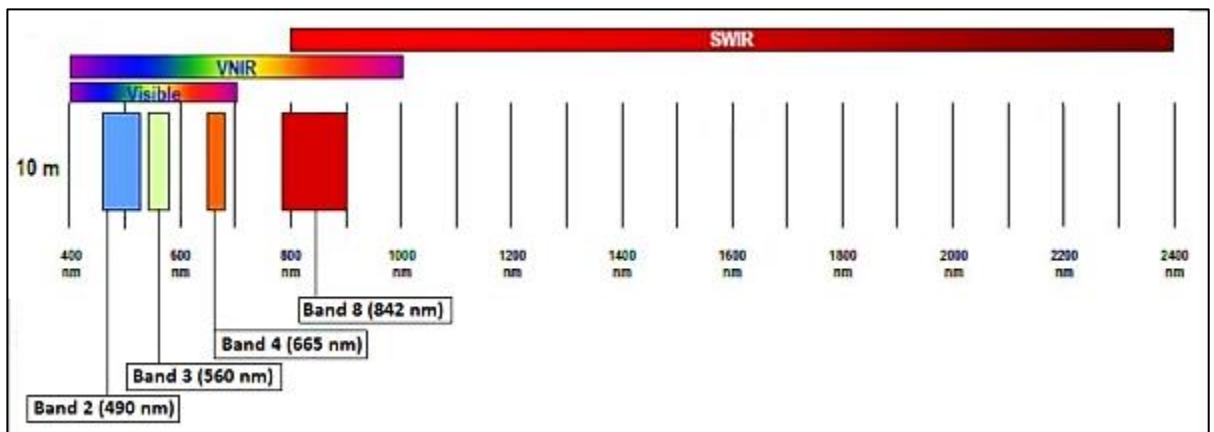 SWIR
VNIR
Visible
10 m
400 nm
600 nm
800 nm
1000 nm
1200 nm
1400 nm
1600 nm
1800 nm
2000 nm
2200 nm
2400 nm
Band 8 (842 nm)
Band 4 (665 nm)
Band 3 (560 nm)
Band 2 (490 nm)